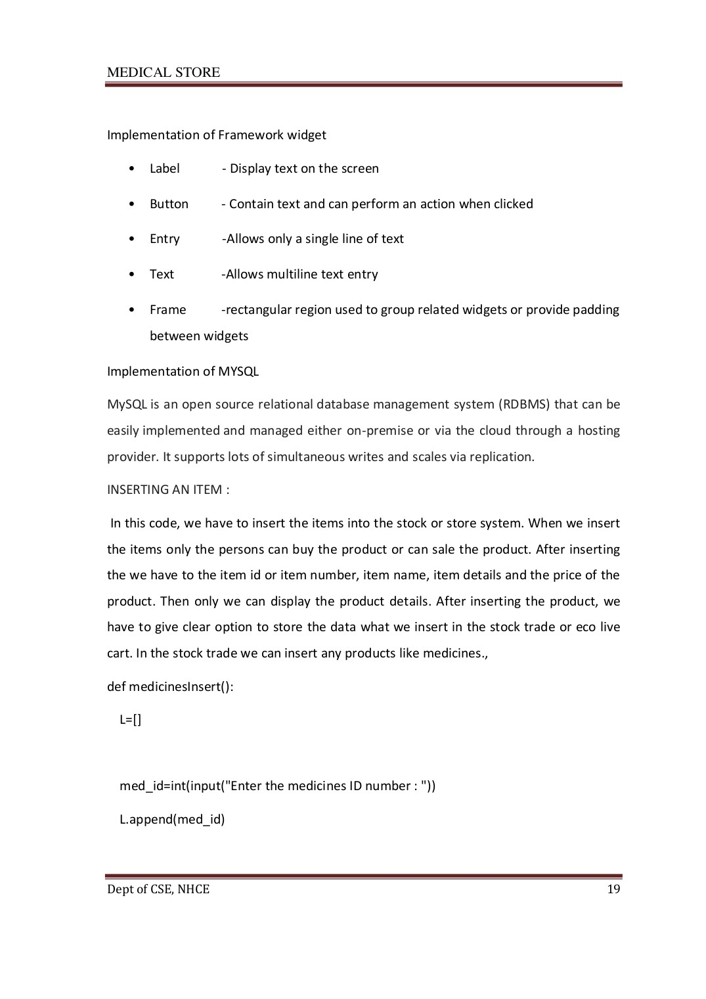 MEDICAL STORE
Implementation of Framework widget
• Label - Display text on the screen
• Button - Contain text and can perform an action when clicked
• Entry -Allows only a single line of text
• Text -Allows multiline text entry
• Frame -rectangular region used to group related widgets or provide padding
between widgets
Implementation of MYSQL
MySQL is an open source relational database management system (RDBMS) that can be
easily implemented and managed either on-premise or via the cloud through a hosting
provider. It supports lots of simultaneous writes and scales via replication.
INSERTING AN ITEM :
In this code, we have to insert the items into the stock or store system. When we insert
the items only the persons can buy the product or can sale the product. After inserting
the we have to the item id or item number, item name, item details and the price of the
product. Then only we can display the product details. After inserting the product, we
have to give clear option to store the data what we insert in the stock trade or eco live
cart. In the stock trade we can insert any products like medicines.,
def medicinesInsert():
L=[]
med_id=int(input("Enter the medicines ID number : "))
L.append(med_id)
Dept of CSE, NHCE 19